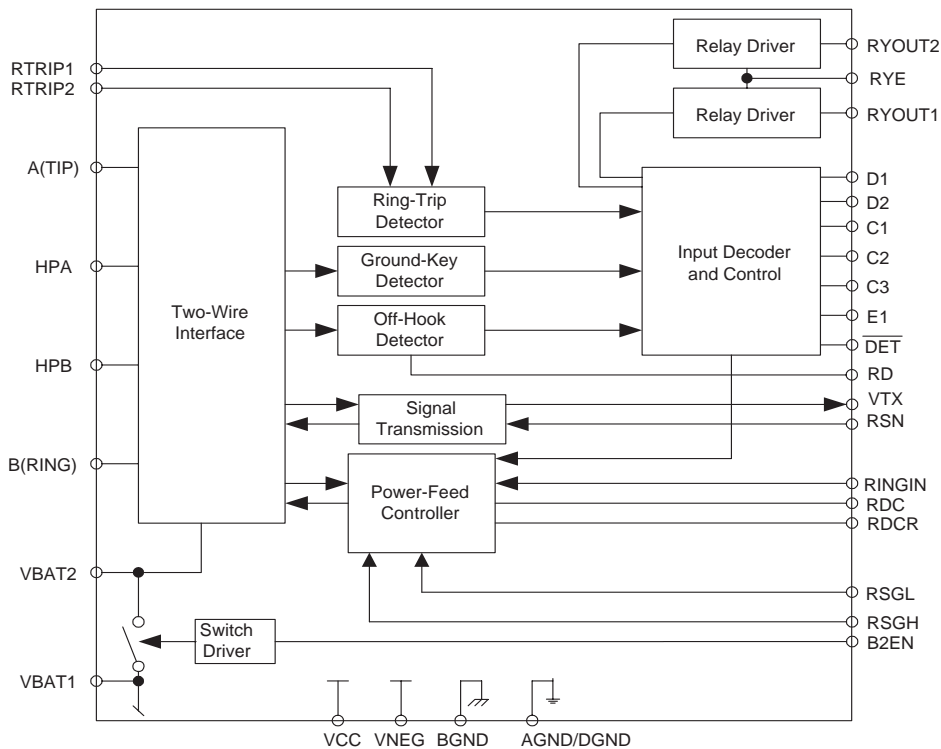 Relay Driver
RYOUT2
RTRIP1
RYE
RTRIP2
Relay Driver
RYOUT1
A(TIP)
D1
D2
Ring-Trip
Detector
C1
Input Decoder
and Control
C2
HPA
Ground-Key
Detector
C3
Two-Wire
Interface
E1
Off-Hook
Detector
DET
HPB
RD
VTX
Signal
Transmission
RSN
B(RING)
RINGIN
Power-Feed
Controller
RDC
RDCR
VBAT2
RSGL
RSGH
Switch
Driver
B2EN
VBAT1
VCC
VNEG
BGND
AGND/DGND